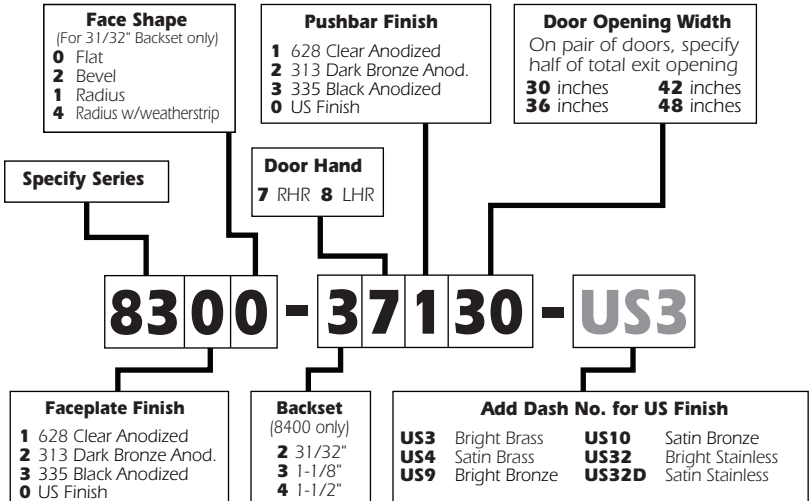 Face Shape
(For 31/32" Backset only)
0 Flat
2 Bevel
1 Radius
4 Radius w/weatherstrip
Pushbar Finish
1 628 Clear Anodized
2 313 Dark Bronze Anod.
3 335 Black Anodized
0 US Finish
Door Opening Width
On pair of doors, specify
half of total exit opening
30 inches 42 inches
36 inches 48 inches
Specify Series
Door Hand
7 RHR 8 LHR
8300-37130-US3
Faceplate Finish
1 628 Clear Anodized
2 313 Dark Bronze Anod.
3 335 Black Anodized
0 US Finish
Backset
(8400 only)
2 31/32"
3 1-1/8"
4 1-1/2"
Add Dash No. for US Finish
US3 Bright Brass US10 Satin Bronze
US4 Satin Brass US32 Bright Stainless
US9 Bright Bronze US32D Satin Stainless